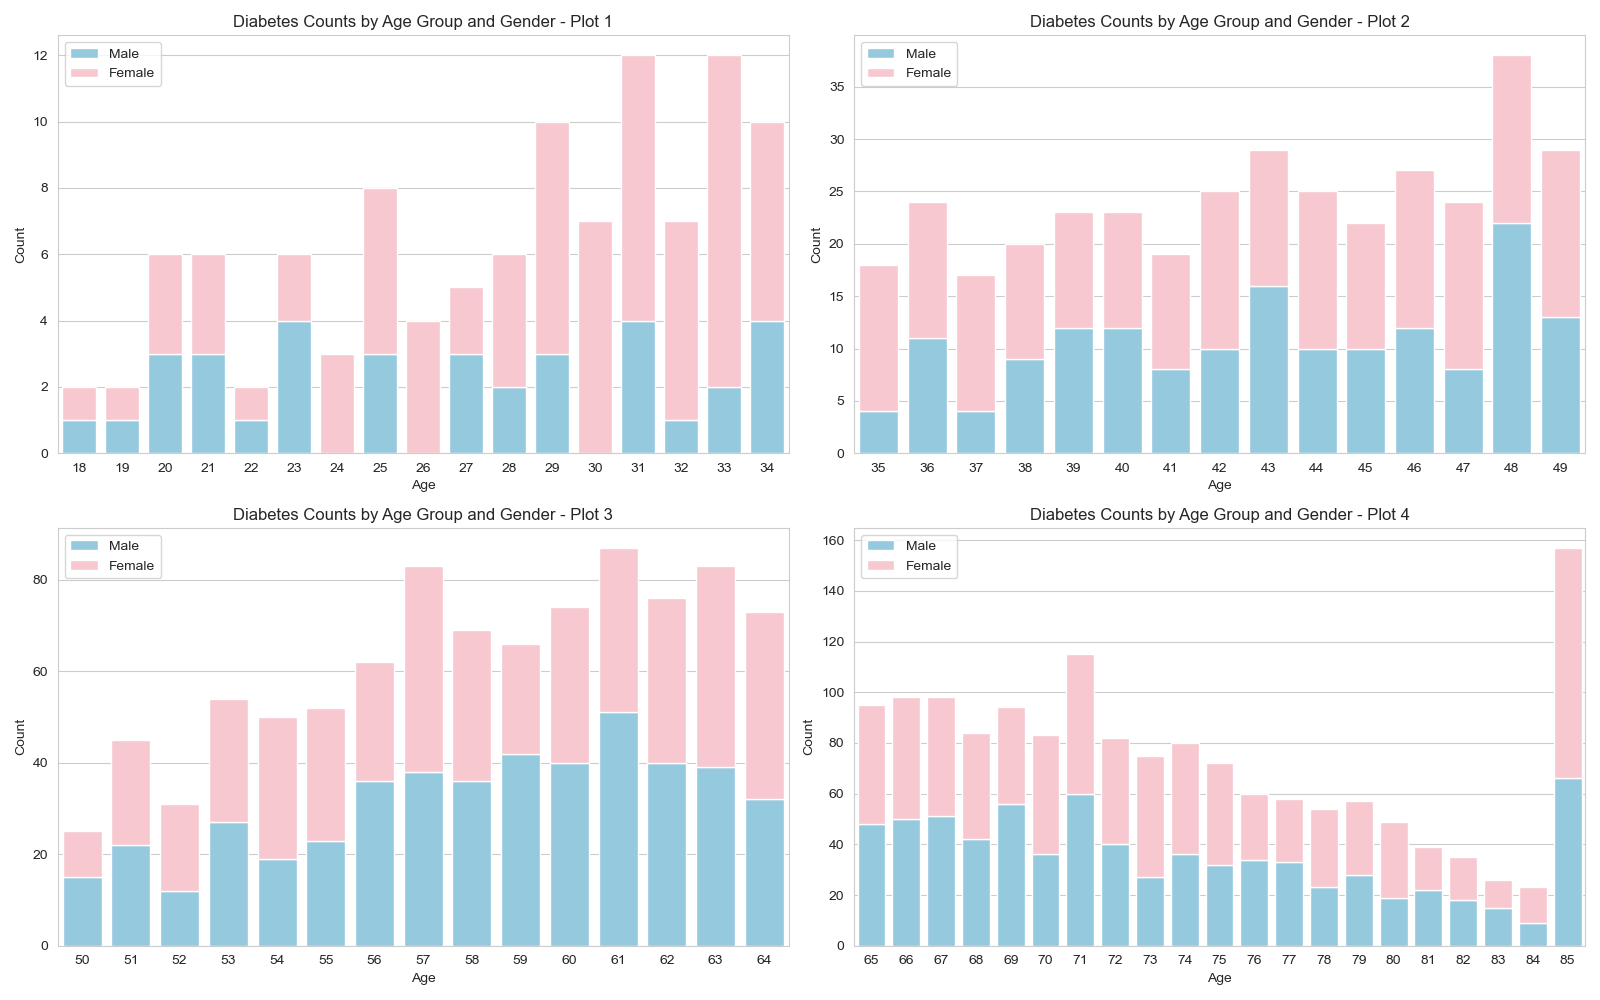 Diabetes Counts by Age Group and Gender - Plot 1
Male
Female
Count
12
10
8
6
4
2
0
18 19 20 21 22 23 24 25 26 27 28 29 30 31 32 33 34
Age
Diabetes Counts by Age Group and Gender - Plot 2
Male
Female
Count
35
30
25
20
15
10
5
0
35 36 37 38 39 40 41 42 43 44 45 46 47 48 49
Age
Diabetes Counts by Age Group and Gender - Plot 3
Male
Female
Count
80
60
40
20
0
50 51 52 53 54 55 56 57 58 59 60 61 62 63 64
Age
Diabetes Counts by Age Group and Gender - Plot 4
Male
Female
Count
160
140
120
100
80
60
40
20
0
65 66 67 68 69 70 71 72 73 74 75 76 77 78 79 80 81 82 83 84 85
Age